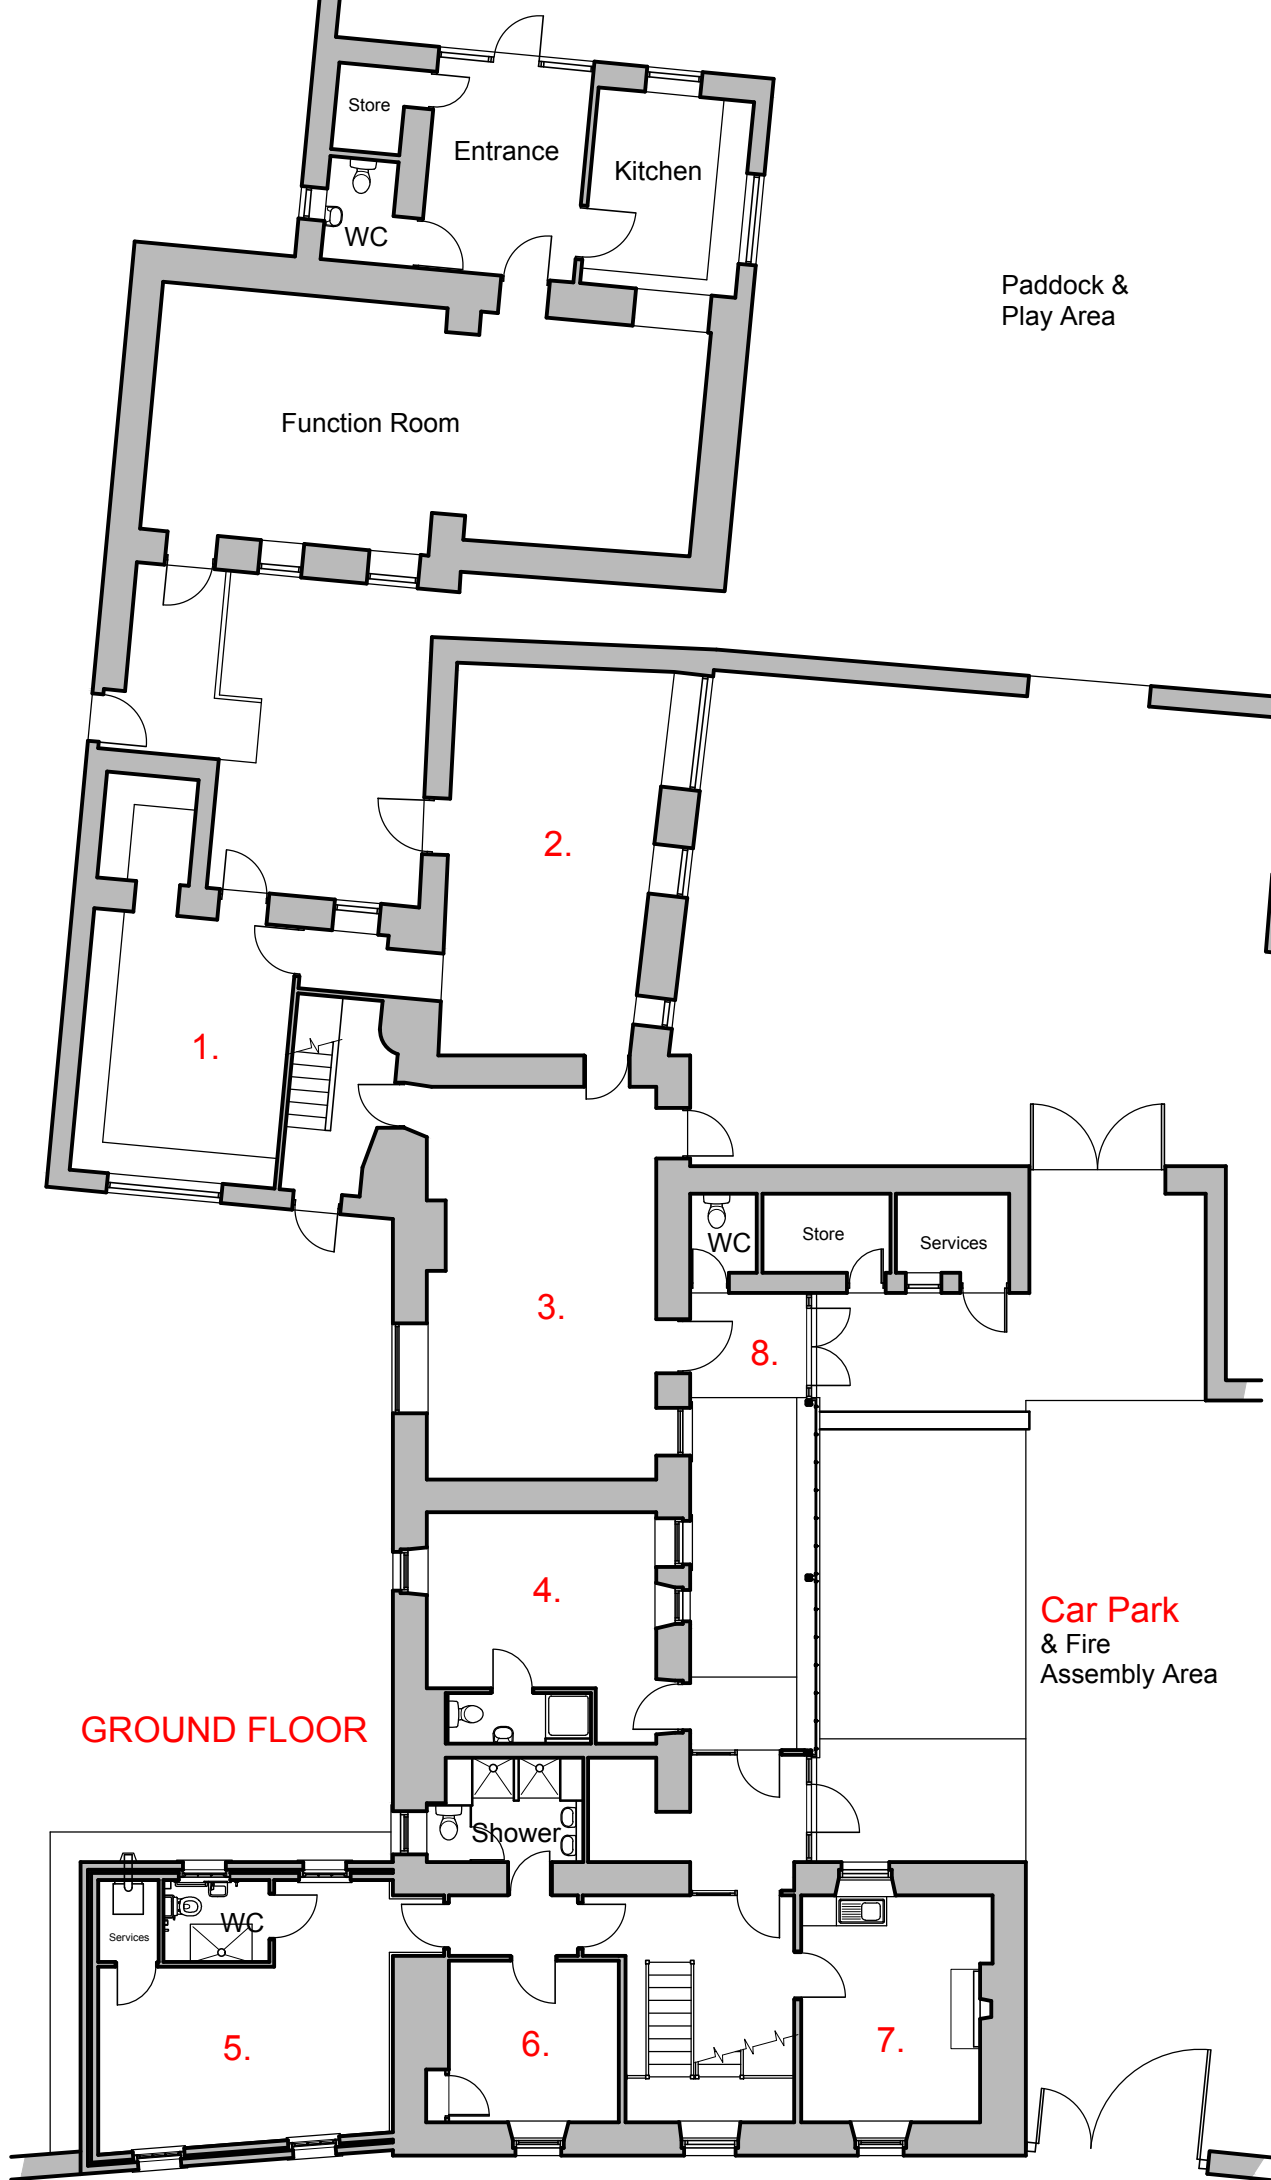 Store
Entrance
Kitchen
WC
Paddock &
Play Area
Function Room
2.
1.
WC
Store
Services
3.
8.
4.
Car Park
& Fire
Assembly Area
GROUND FLOOR
Shower
WC
Services
5.
6.
7.